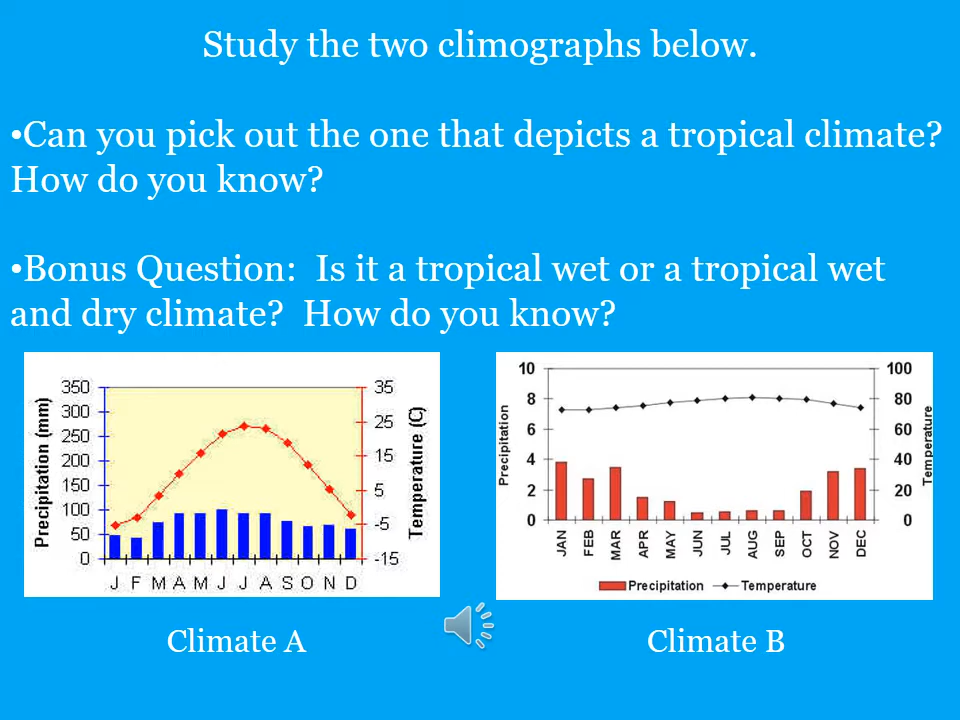 Study the two climographs below.
•Can you pick out the one that depicts a tropical climate?
How do you know?
•Bonus Question:  Is it a tropical wet or a tropical wet
and dry climate?  How do you know?
Precipitation (mm)
350
300
250
200
150
100
50
0
35
25
15
5
-5
-15
Temperature (C)
J F M A M J J A S O N D
Climate A
Precipitation
10
8
6
4
2
0
100
80
60
40
20
0
Temperature
JAN FEB MAR APR MAY JUN JUL AUG SEP OCT NOV DEC
Precipitation Temperature
Climate B